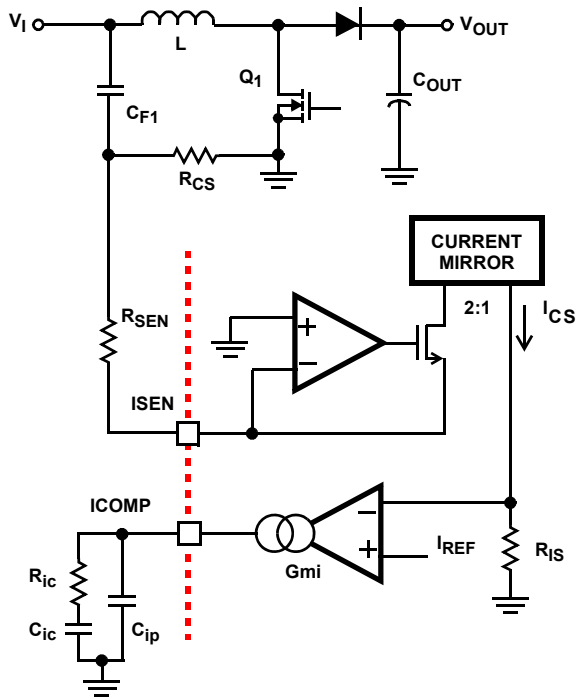 V_I
L
Q_1
V_OUT
C_OUT
C_F1
R_CS
CURRENT
MIRROR
R_SEN
2:1
I_CS
+
−
ISEN
ICOMP
−
+
I_REF
R_IS
Gmi
R_ic
C_ic
C_ip